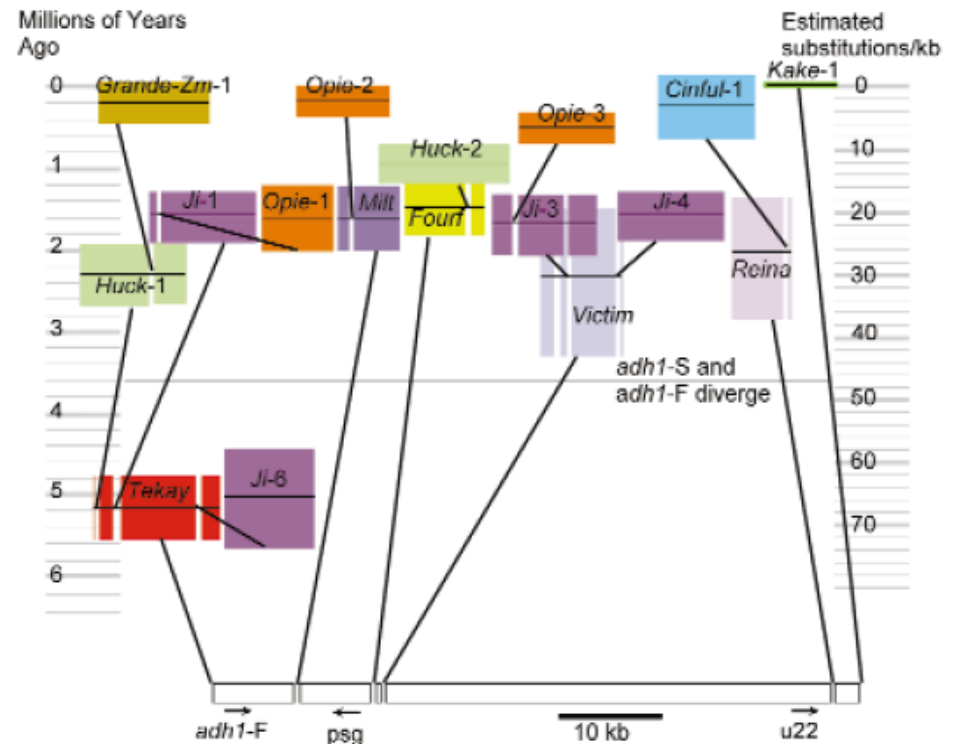 Millions of Years
Ago
Estimated
substitutions/kb
Kake-1
0
Grande-Zm-1
Opie-2
Cinful-1
0
Opie-3
Huck-2
10
1
Ji-1
Opie-1
Milt
Fourf
Ji-3
Ji-4
20
2
Huck-1
Reina
30
Victim
3
40
adh1-S and
adh1-F diverge
50
4
60
Ji-6
5
Tekay
70
6
adh1-F
psg
10 kb
u22